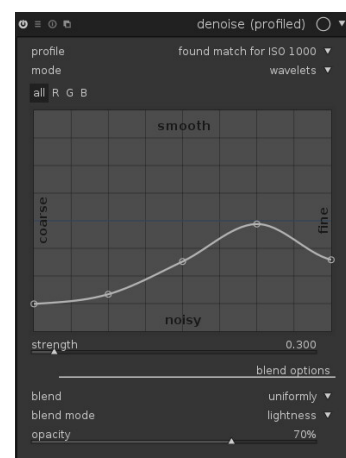 denoise (profiled)
profile found match for ISO 1000
mode wavelets
all R G B
smooth
coarse
fine
noisy
strength 0.300
blend options
blend uniformly
blend mode lightness
opacity 70%